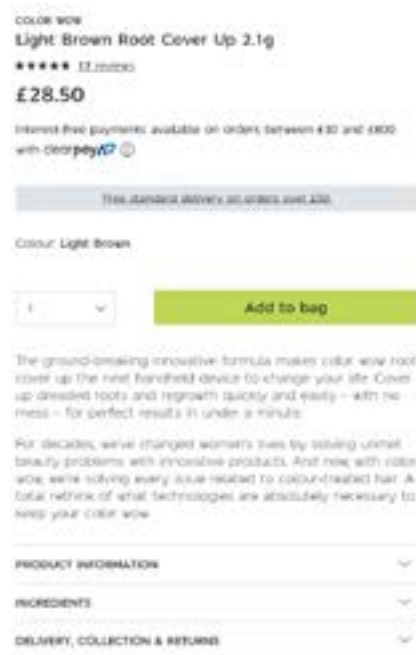 COLOR WOW
Light Brown Root Cover Up 2.1g
★★★★★ reviews
£28.50
Interest-free payments available on orders between £30 and £800
with clearpay
Free standard delivery on orders over
Colour: Light Brown
1
Add to bag
The ground-breaking innovative formula makes color wow root
cover up the next handheld device to change your life. Cover
up dreaded roots and regrowth quickly and easily - with no
mess - for perfect results in under a minute.
For decades, we've changed women's lives by solving unmet
beauty problems with innovative products. And now, with color
wow, we're solving every issue related to colour-treated hair. A
total rethink of what technologies are absolutely necessary to
keep your color wow.
PRODUCT INFORMATION
INGREDIENTS
DELIVERY, COLLECTION & RETURNS